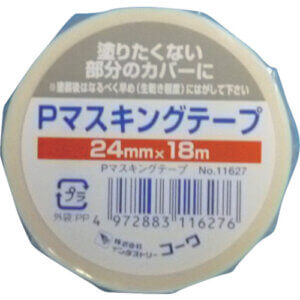 塗りたくない
部分のカバーに
※塗装後はなるべく早め(生乾き程度)にはがして下さい
Pマスキングテープ
24mm×18m
Pマスキングテープ No.11627
プラ
外袋:PP
4 972883 116276
株式会社
インダストリー コーワ